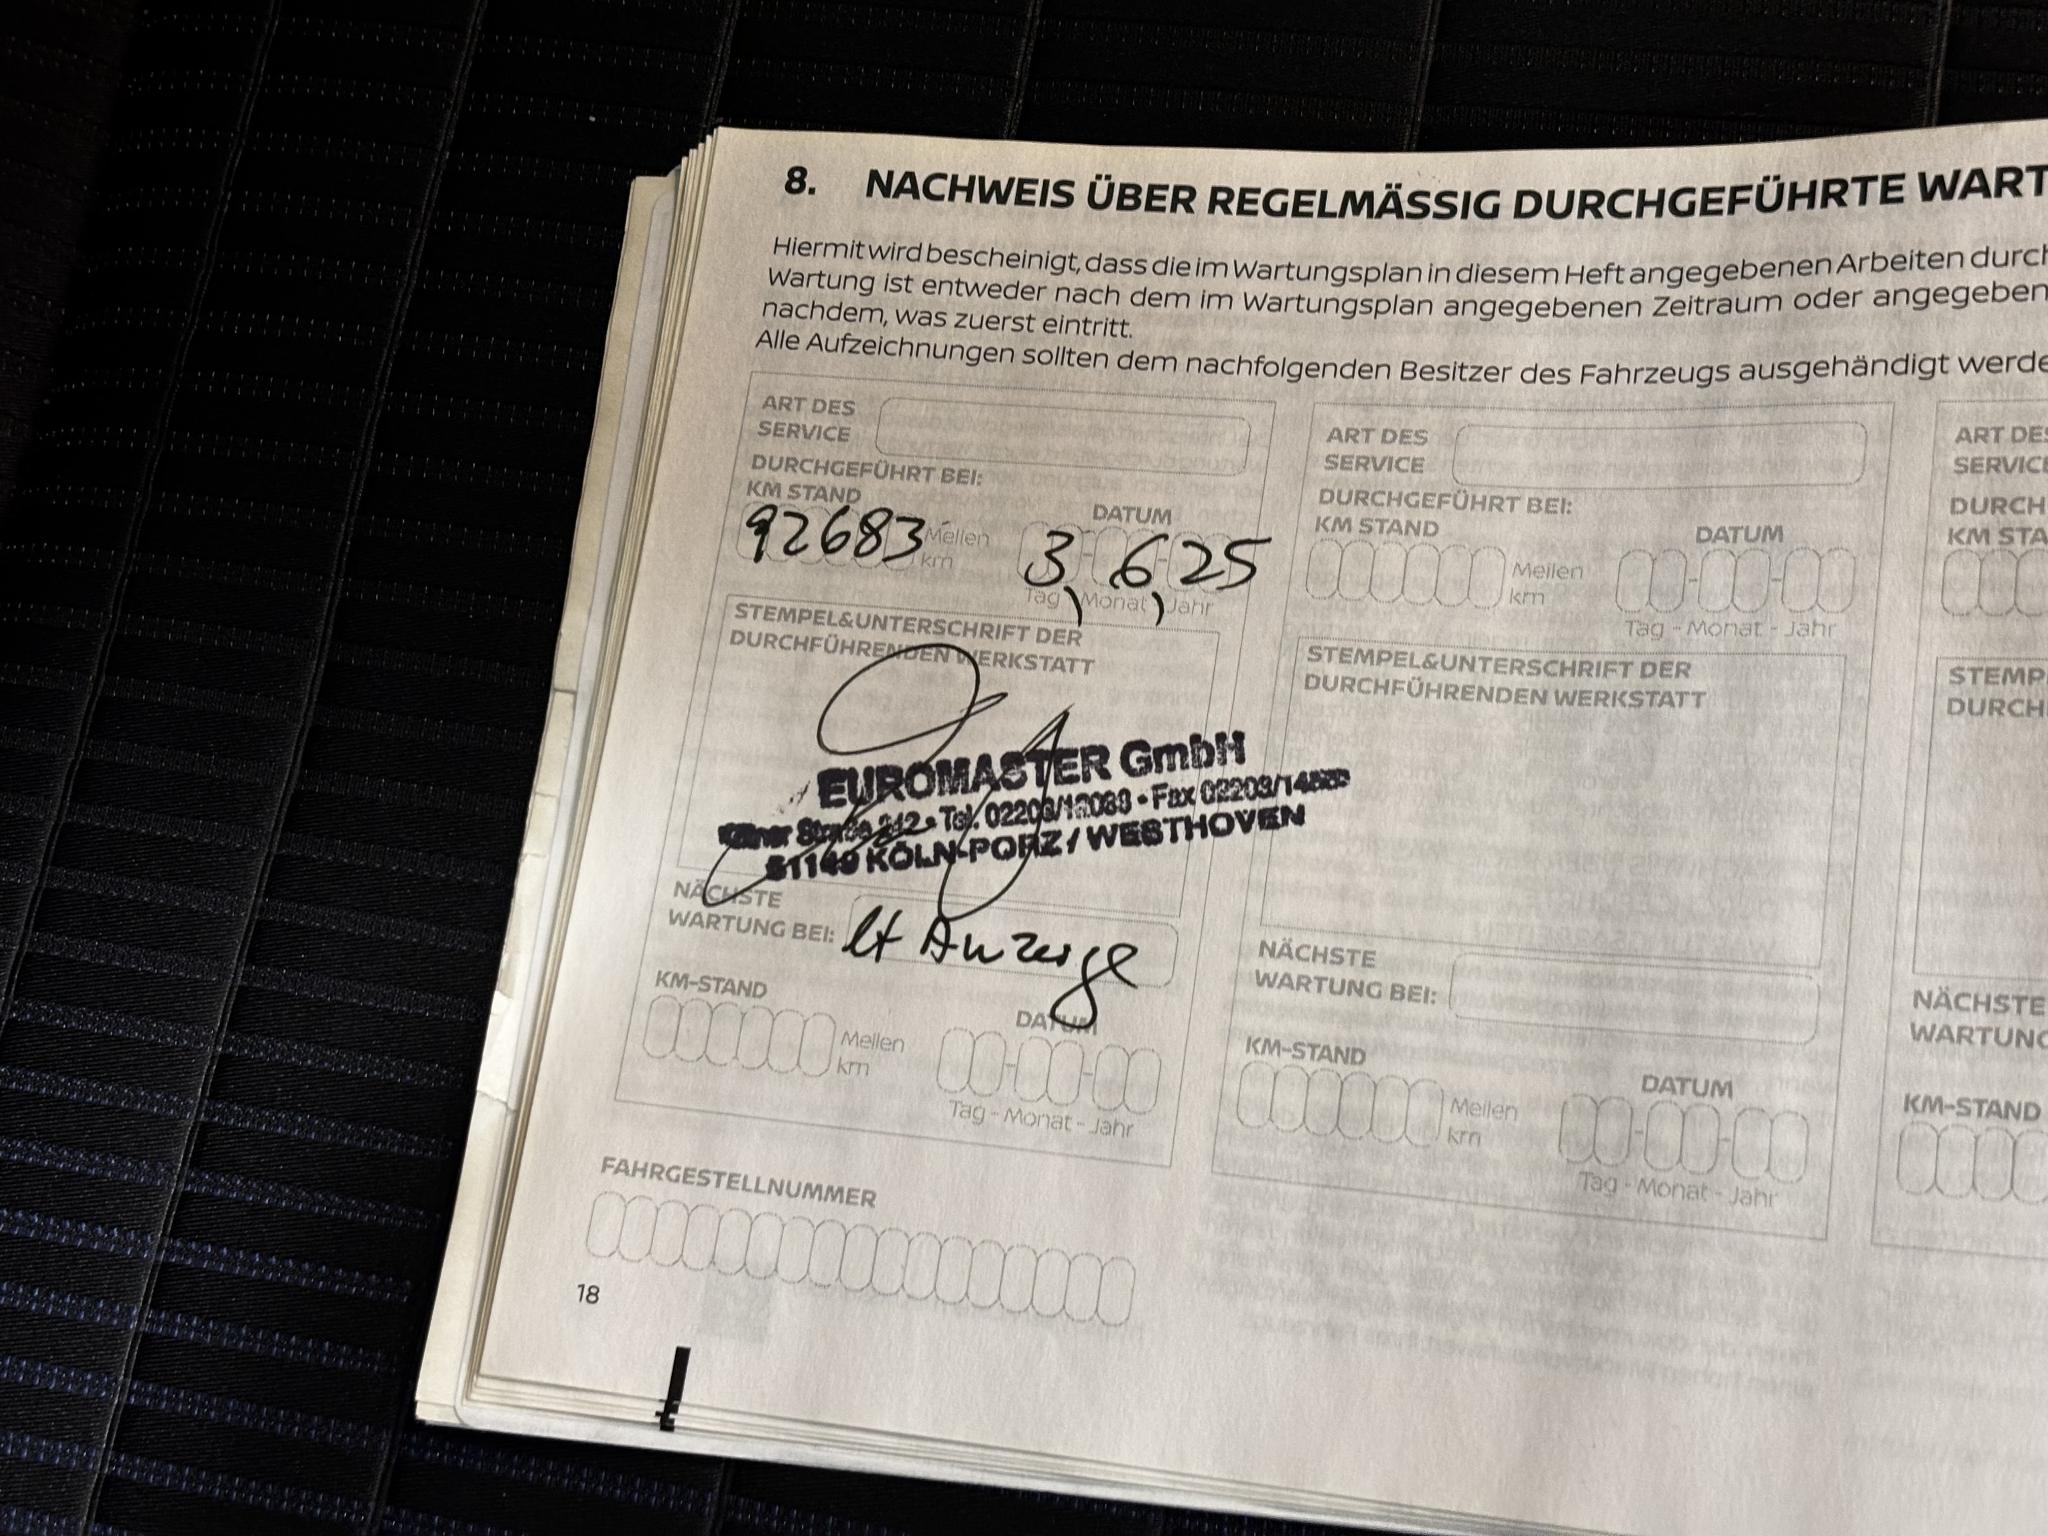 8. NACHWEIS ÜBER REGELMÄSSIG DURCHGEFÜHRTE WART
Hiermit wird bescheinigt, dass die im Wartungsplan in diesem Heft angegebenen Arbeiten durch
Wartung ist entweder nach dem im Wartungsplan angegebenen Zeitraum oder angegeben
nachdem, was zuerst eintritt.
Alle Aufzeichnungen sollten dem nachfolgenden Besitzer des Fahrzeugs ausgehändigt werde
ART DES
SERVICE
DURCHGEFÜHRT BEI:
KM STAND
DATUM
92683 Meilen
km
3, 6, 25
Tag Monat Jahr
STEMPEL&UNTERSCHRIFT DER
DURCHFÜHRENDEN WERKSTATT
EUROMASTER GmbH
Tel. Fax
51149 KÖLN-PORZ / WESTHOVEN
NÄCHSTE
WARTUNG BEI: lt Anzeige
KM-STAND
DATUM
Meilen
km
Tag - Monat - Jahr
FAHRGESTELLNUMMER
18
ART DES
SERVICE
DURCHGEFÜHRT BEI:
KM STAND
DATUM
Meilen
km
Tag - Monat - Jahr
STEMPEL&UNTERSCHRIFT DER
DURCHFÜHRENDEN WERKSTATT
NÄCHSTE
WARTUNG BEI:
KM-STAND
DATUM
Meilen
km
Tag - Monat - Jahr
ART DES
SERVICE
DURCH
KM STA
STEMP
DURCH
NÄCHSTE
WARTUNG
KM-STAND